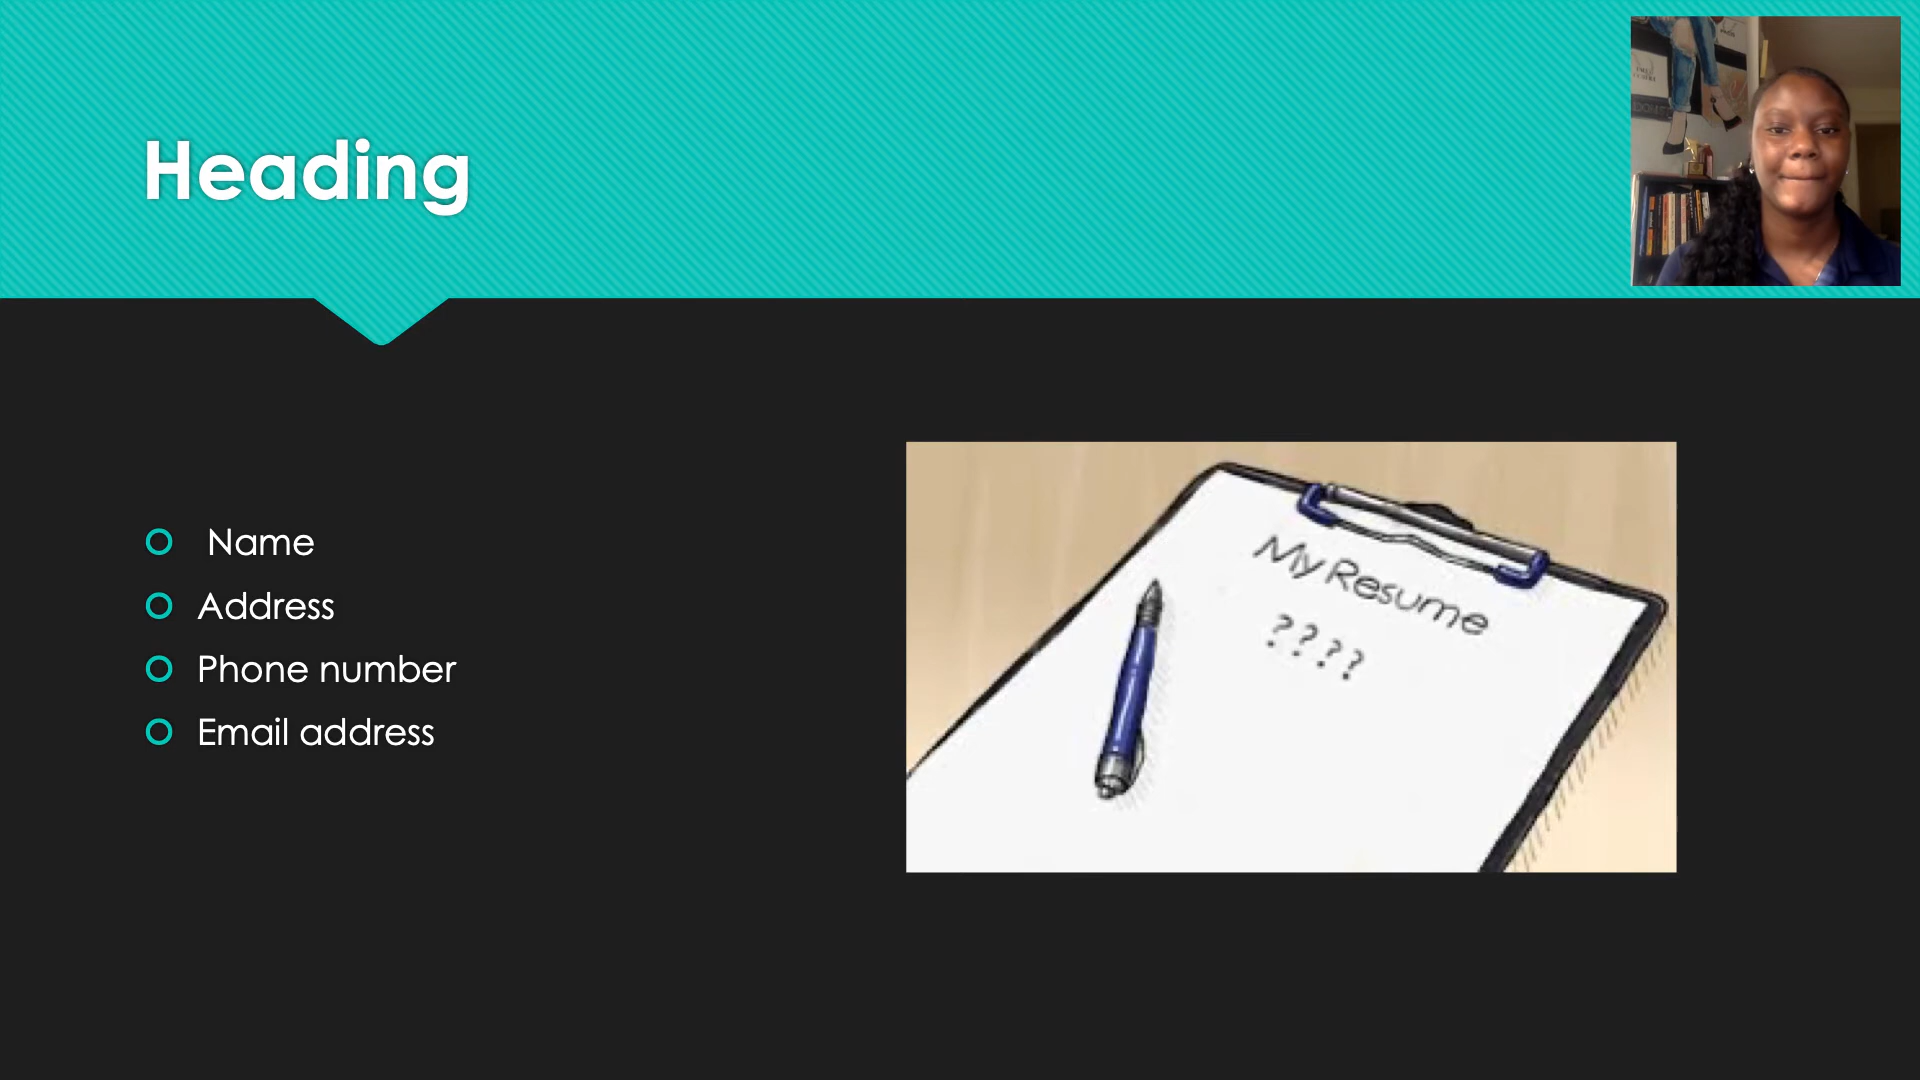 Heading
Name
Address
Phone number
Email address
My Resume
????